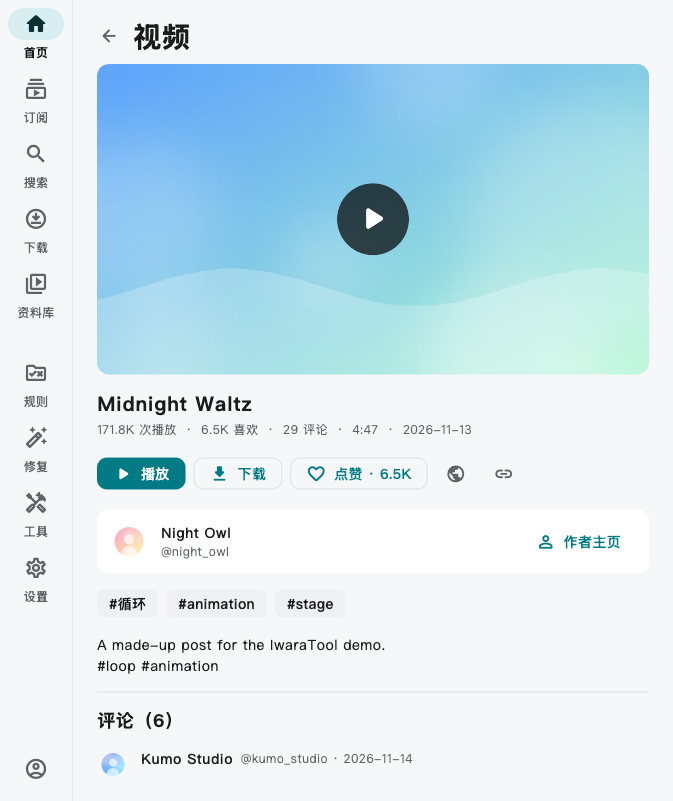 首页
订阅
搜索
下载
资料库
规则
修复
工具
设置
视频
Midnight Waltz
171.8K 次播放 · 6.5K 喜欢 · 29 评论 · 4:47 · 2026-11-13
播放
下载
点赞 · 6.5K
Night Owl
@night_owl
作者主页
#循环 #animation #stage
A made-up post for the IwaraTool demo.
#loop #animation
评论（6）
Kumo Studio @kumo_studio · 2026-11-14